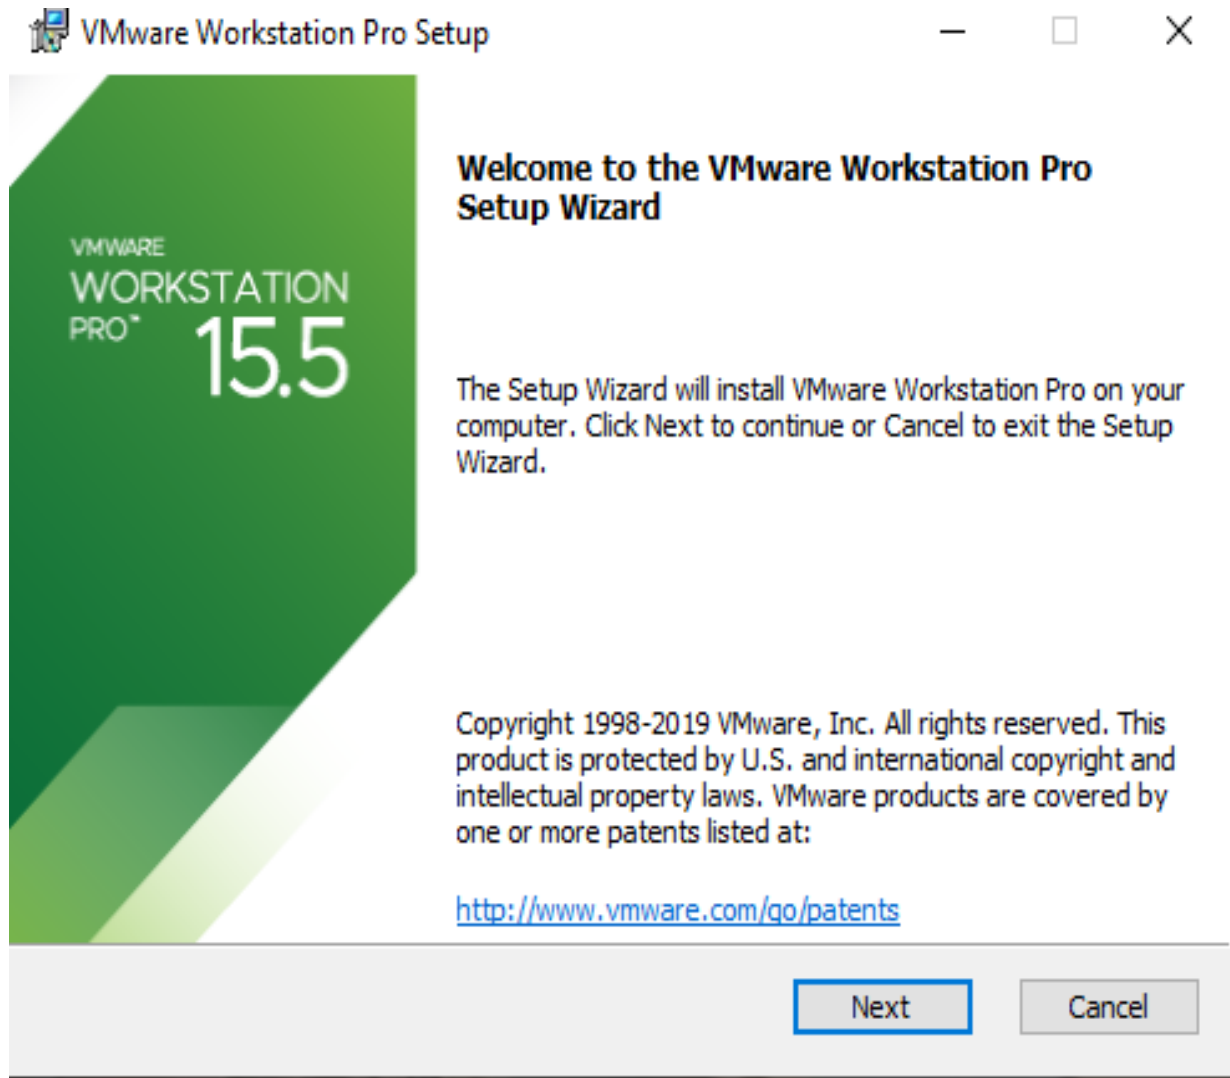 VMware Workstation Pro Setup
VMWARE
WORKSTATION
PRO™ 15.5
Welcome to the VMware Workstation Pro
Setup Wizard
The Setup Wizard will install VMware Workstation Pro on your
computer. Click Next to continue or Cancel to exit the Setup
Wizard.
Copyright 1998-2019 VMware, Inc. All rights reserved. This
product is protected by U.S. and international copyright and
intellectual property laws. VMware products are covered by
one or more patents listed at:
http://www.vmware.com/go/patents
Next
Cancel